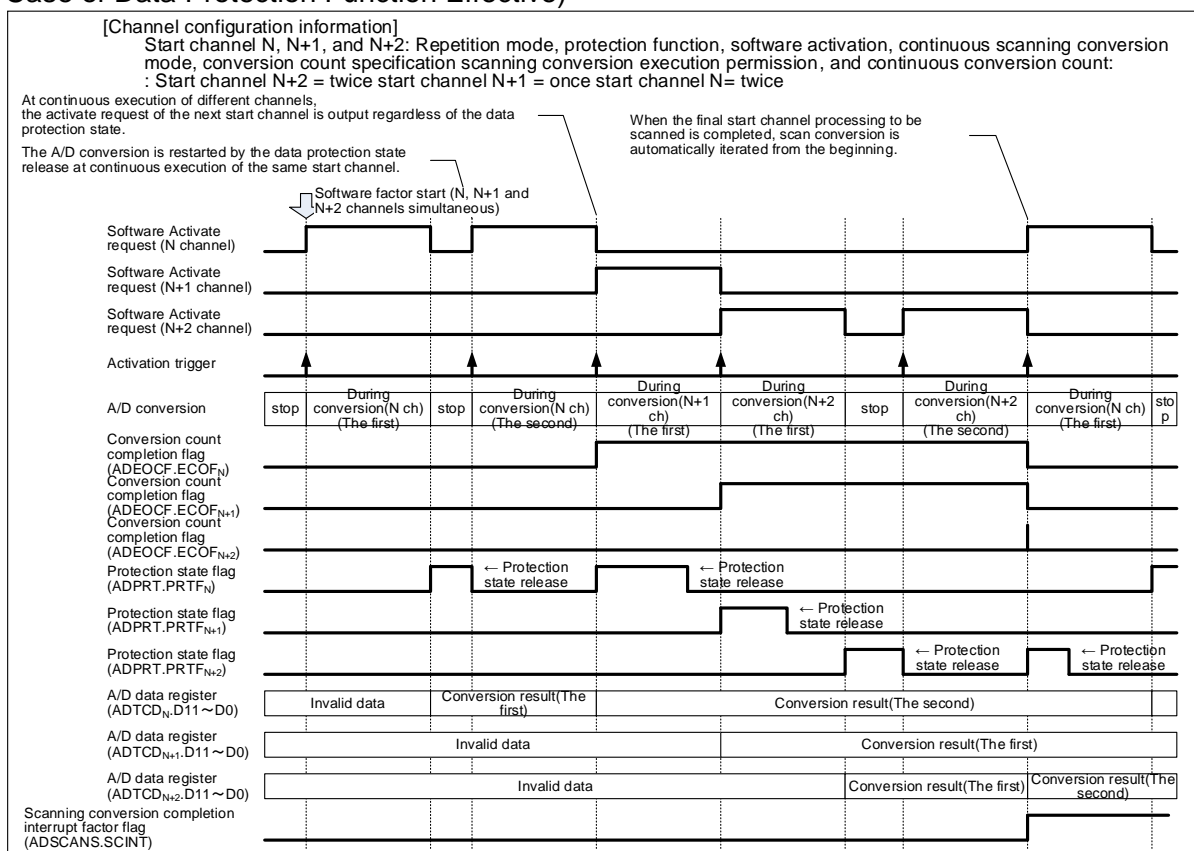 Case of Data Protection Function Effective)
[Channel configuration information]
Start channel N, N+1, and N+2: Repetition mode, protection function, software activation, continuous scanning conversion
mode, conversion count specification scanning conversion execution permission, and continuous conversion count:
: Start channel N+2 = twice start channel N+1 = once start channel N= twice
At continuous execution of different channels,
the activate request of the next start channel is output regardless of the data
protection state.
When the final start channel processing to be
scanned is completed, scan conversion is
automatically iterated from the beginning.
The A/D conversion is restarted by the data protection state
release at continuous execution of the same start channel.
Software factor start (N, N+1 and
N+2 channels simultaneous)
Software Activate
request (N channel)
Software Activate
request (N+1 channel)
Software Activate
request (N+2 channel)
Activation trigger
A/D conversion
stop
During
conversion(N ch)
(The first)
stop
During
conversion(N ch)
(The second)
During
conversion(N+1
ch)
(The first)
During
conversion(N+2
ch)
(The first)
stop
During
conversion(N+2
ch)
(The second)
During
conversion(N ch)
(The first)
sto
p
Conversion count
completion flag
(ADEOCF.ECOFN)
Conversion count
completion flag
(ADEOCF.ECOFN+1)
Conversion count
completion flag
(ADEOCF.ECOFN+2)
Protection state flag
(ADPRT.PRTFN)
← Protection
state release
← Protection
state release
Protection state flag
(ADPRT.PRTFN+1)
← Protection
state release
Protection state flag
(ADPRT.PRTFN+2)
← Protection
state release
← Protection
state release
A/D data register
(ADTCDN.D11～D0)
Invalid data
Conversion result(The
first)
Conversion result(The second)
A/D data register
(ADTCDN+1.D11～D0)
Invalid data
Conversion result(The first)
A/D data register
(ADTCDN+2.D11～D0)
Invalid data
Conversion result(The first)
Conversion result(The
second)
Scanning conversion completion
interrupt factor flag
(ADSCANS.SCINT)